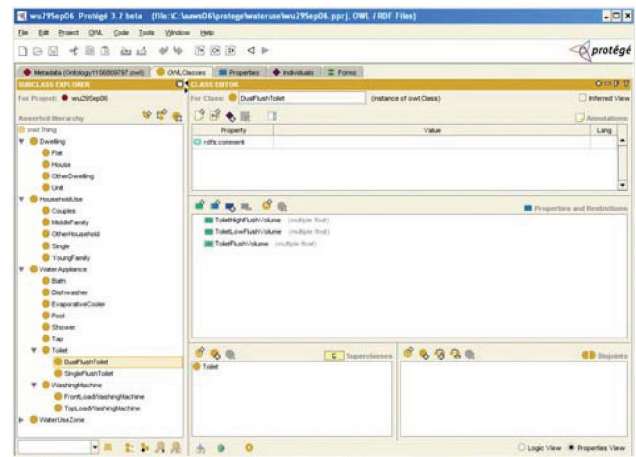 wu29Sep06 Protégé 3.2 beta (file:\C:\aaws06\protege\wateruse\wu29Sep06.pprj, OWL / RDF Files)
File Edit Project OWL Code Tools Window Help
protégé
Metadata (Ontology1156809797.owl) OWLClasses Properties Individuals Forms
SUBCLASS EXPLORER
CLASS EDITOR
For Project: wu29Sep06
For Class: DualFlushToilet (instance of owl:Class) Inferred View
Asserted Hierarchy
Annotations
Property Value Lang
rdfs:comment
owl:Thing
Dwelling
Flat
House
OtherDwelling
Unit
HouseholdUse
Couples
MiddleFamily
OtherHousehold
Single
YoungFamily
WaterAppliance
Bath
Dishwasher
EvaporativeCooler
Pool
Shower
Tap
Toilet
DualFlushToilet
SingleFlushToilet
WashingMachine
FrontLoadWashingMachine
TopLoadWashingMachine
WaterUseZone
Properties and Restrictions
ToiletHighFlushVolume (multiple float)
ToiletLowFlushVolume (multiple float)
ToiletFlushVolume (multiple float)
Superclasses
Toilet
Disjoints
Logic View Properties View